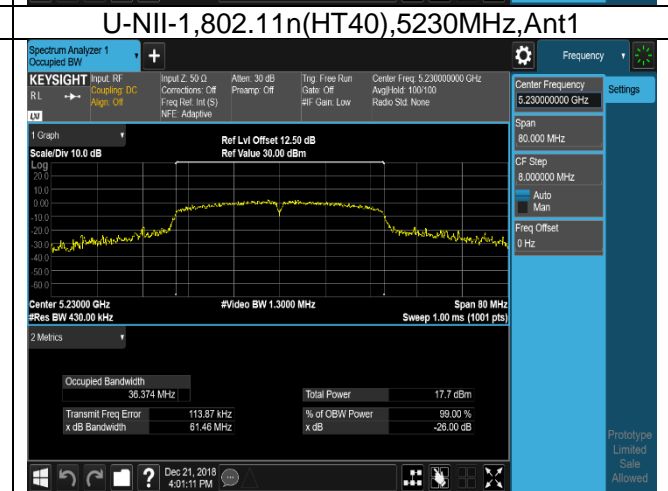 U-NII-1,802.11n(HT40),5230MHz,Ant1
Spectrum Analyzer 1
Occupied BW
+
Frequency
KEYSIGHT
RL
LXI
Input: RF
Coupling: DC
Align: Off
Input Z: 50 Ω
Corrections: Off
Freq Ref: Int (S)
NFE: Adaptive
Atten: 30 dB
Preamp: Off
Trig: Free Run
Gate: Off
#IF Gain: Low
Center Freq: 5.230000000 GHz
Avg|Hold: 100/100
Radio Std: None
Center Frequency
5.230000000 GHz
Settings
Span
80.000 MHz
CF Step
8.000000 MHz
Auto
Man
Freq Offset
0 Hz
1 Graph
Scale/Div 10.0 dB
Ref Lvl Offset 12.50 dB
Ref Value 30.00 dBm
Log
20.0
10.0
0.00
-10.0
-20.0
-30.0
-40.0
-50.0
-60.0
Center 5.23000 GHz
#Video BW 1.3000 MHz
Span 80 MHz
#Res BW 430.00 kHz
Sweep 1.00 ms (1001 pts)
2 Metrics
Occupied Bandwidth
36.374 MHz
Total Power 17.7 dBm
Transmit Freq Error 113.87 kHz
% of OBW Power 99.00 %
x dB Bandwidth 61.46 MHz
x dB -26.00 dB
Prototype
Limited
Sale
Allowed
?
Dec 21, 2018
4:01:11 PM